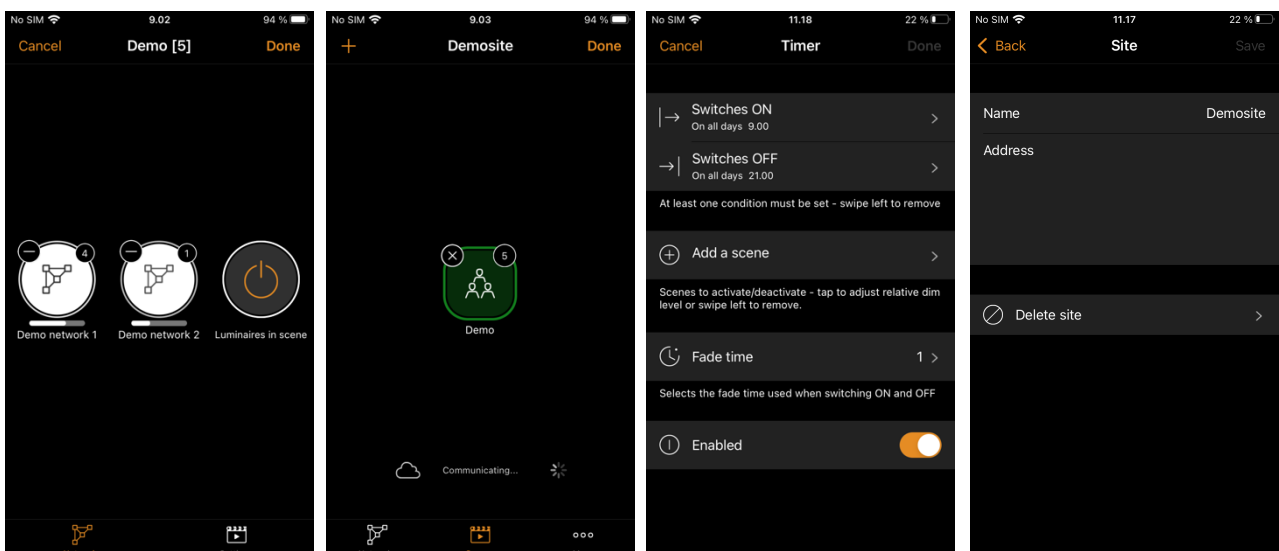 No SIM 9.02 94 %
Cancel Demo [5] Done
4 1
Demo network 1 Demo network 2 Luminaires in scene
No SIM 9.03 94 %
+ Demosite Done
5
Demo
Communicating...
No SIM 11.18 22 %
Cancel Timer Done
Switches ON
On all days 9.00
Switches OFF
On all days 21.00
At least one condition must be set - swipe left to remove
Add a scene
Scenes to activate/deactivate - tap to adjust relative dim
level or swipe left to remove.
Fade time 1
Selects the fade time used when switching ON and OFF
Enabled
No SIM 11.17 22 %
Back Site Save
Name Demosite
Address
Delete site